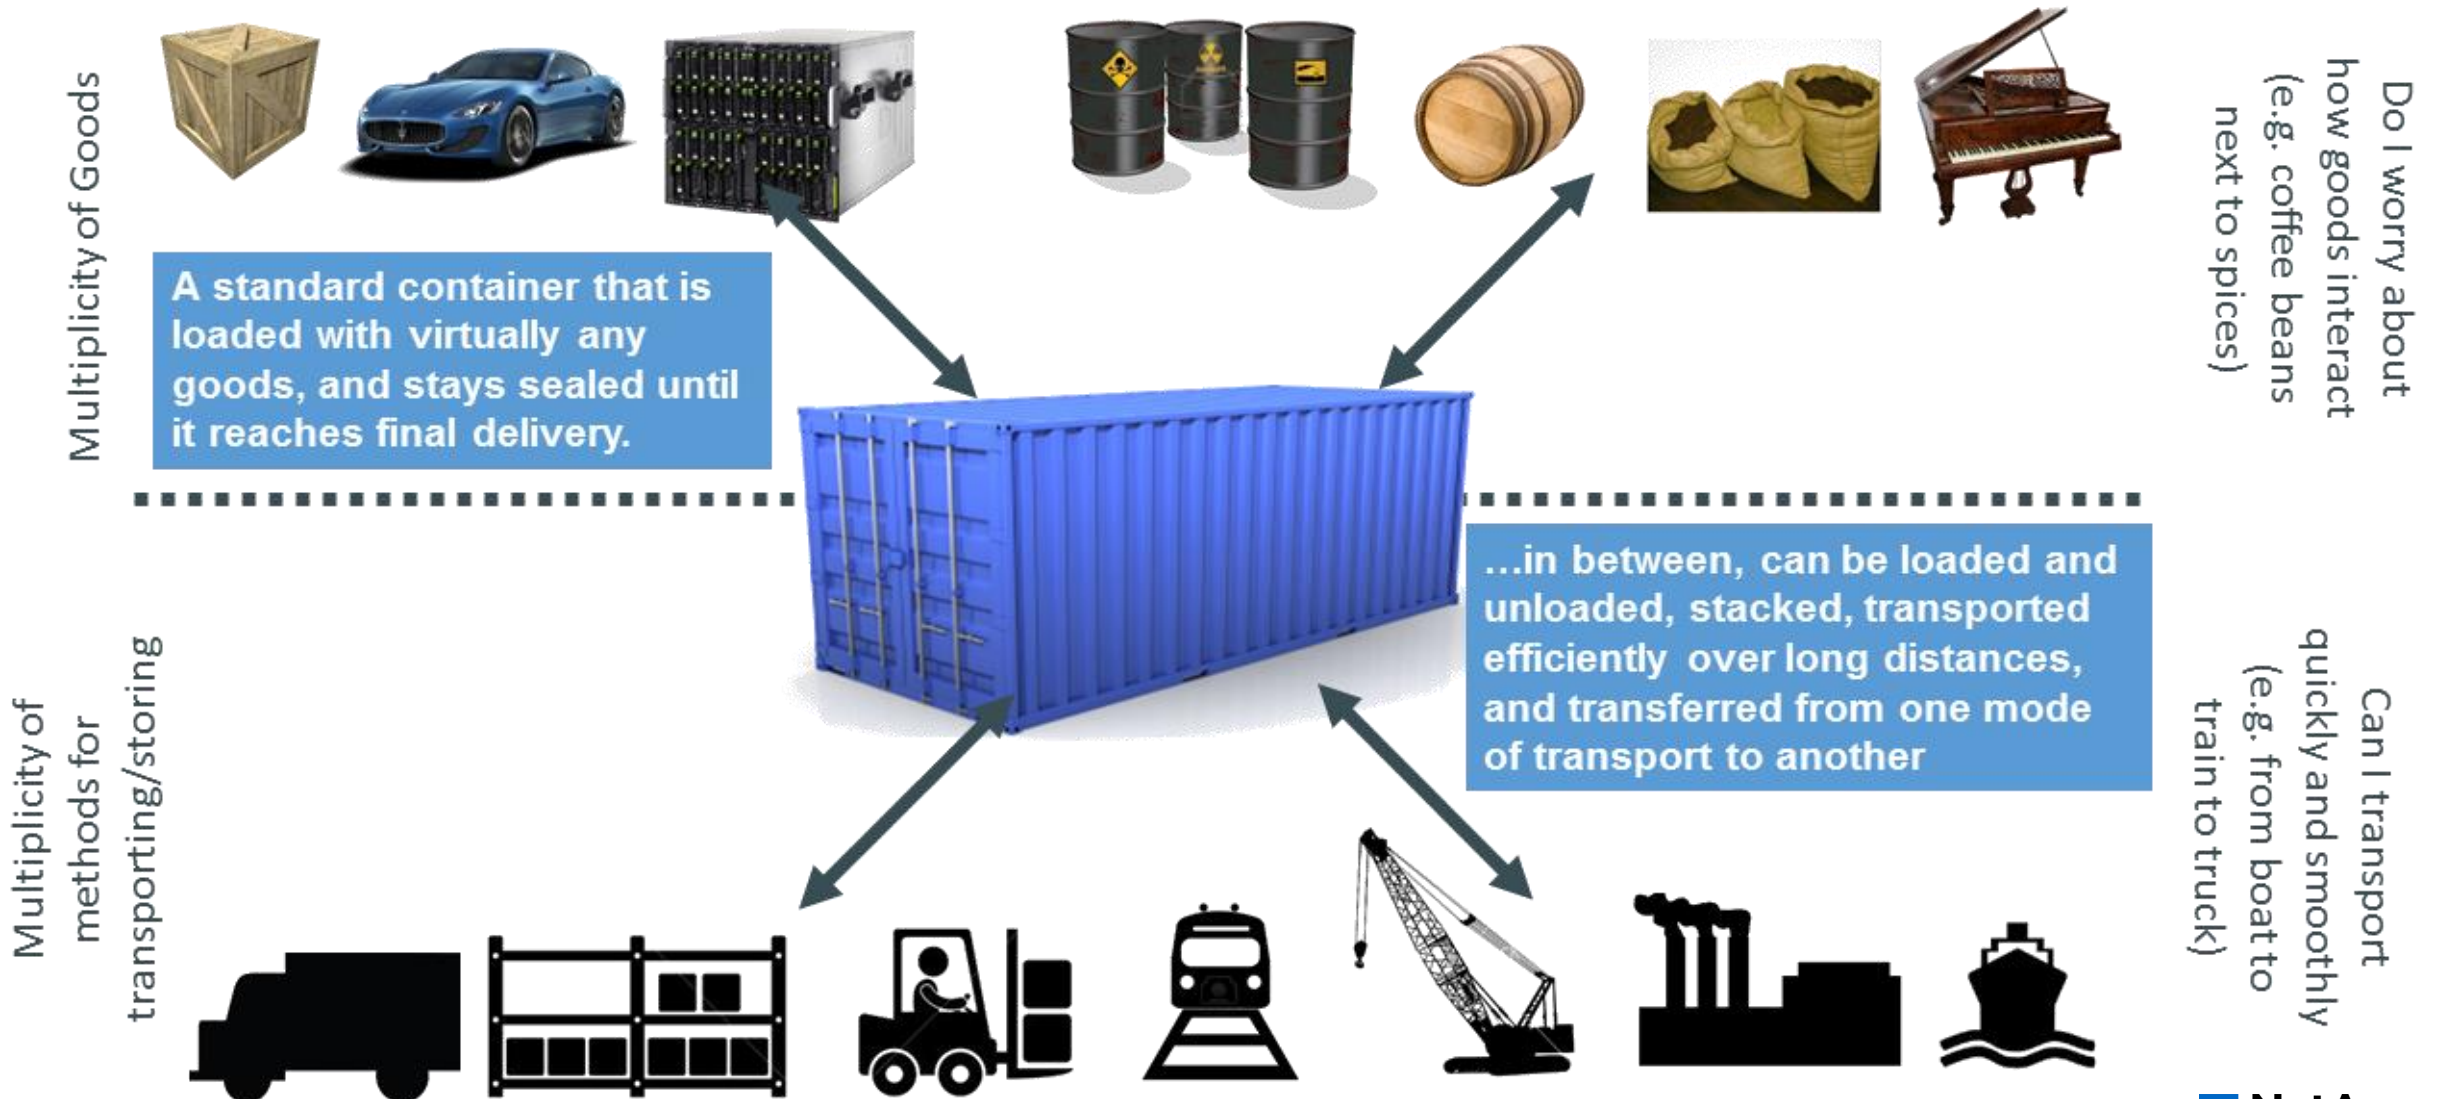 Multiplicity of Goods
A standard container that is
loaded with virtually any
goods, and stays sealed until
it reaches final delivery.
Do I worry about
how goods interact
(e.g. coffee beans
next to spices)
Multiplicity of
methods for
transporting/storing
…in between, can be loaded and
unloaded, stacked, transported
efficiently over long distances,
and transferred from one mode
of transport to another
Can I transport
quickly and smoothly
(e.g. from boat to
train to truck)